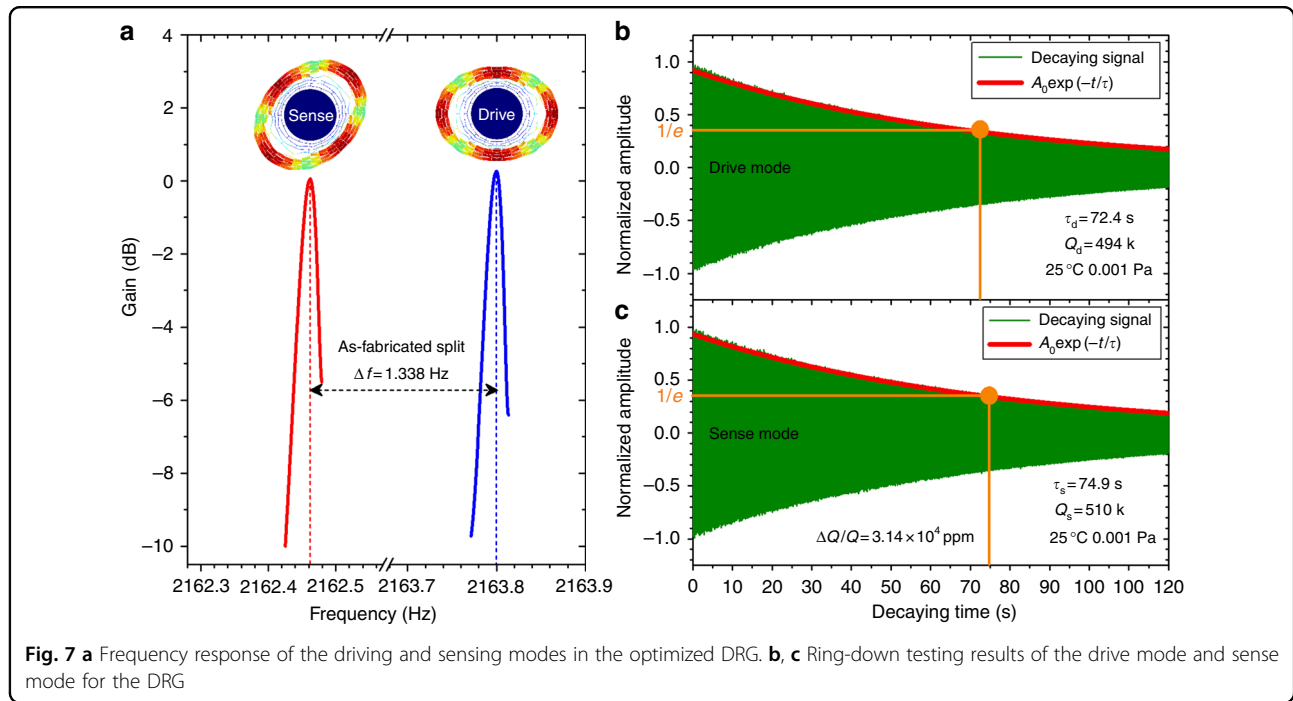 a
4
2
0
−2
−4
−6
−8
−10
Gain (dB)
Sense
Drive
As-fabricated split
Δf = 1.338 Hz
2162.3 2162.4 2162.5 2163.7 2163.8 2163.9
Frequency (Hz)
b
1.0
0.5
1/e
0.0
−0.5
−1.0
Normalized amplitude
Decaying signal
A₀exp (−t/τ)
Drive mode
τd = 72.4 s
Qd = 494 k
25 °C 0.001 Pa
c
1.0
0.5
1/e
0.0
−0.5
−1.0
Normalized amplitude
Decaying signal
A₀exp (−t/τ)
Sense mode
τs = 74.9 s
Qs = 510 k
25 °C 0.001 Pa
ΔQ/Q = 3.14 × 10⁴ ppm
0 10 20 30 40 50 60 70 80 90 100 110 120
Decaying time (s)
Fig. 7 a Frequency response of the driving and sensing modes in the optimized DRG. b, c Ring-down testing results of the drive mode and sense
mode for the DRG